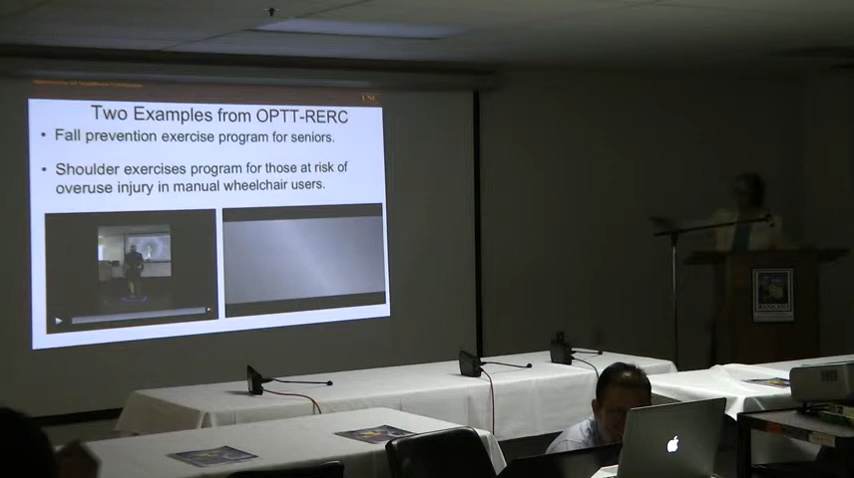 Two Examples from OPTT-RERC
• Fall prevention exercise program for seniors.
• Shoulder exercises program for those at risk of
overuse injury in manual wheelchair users.